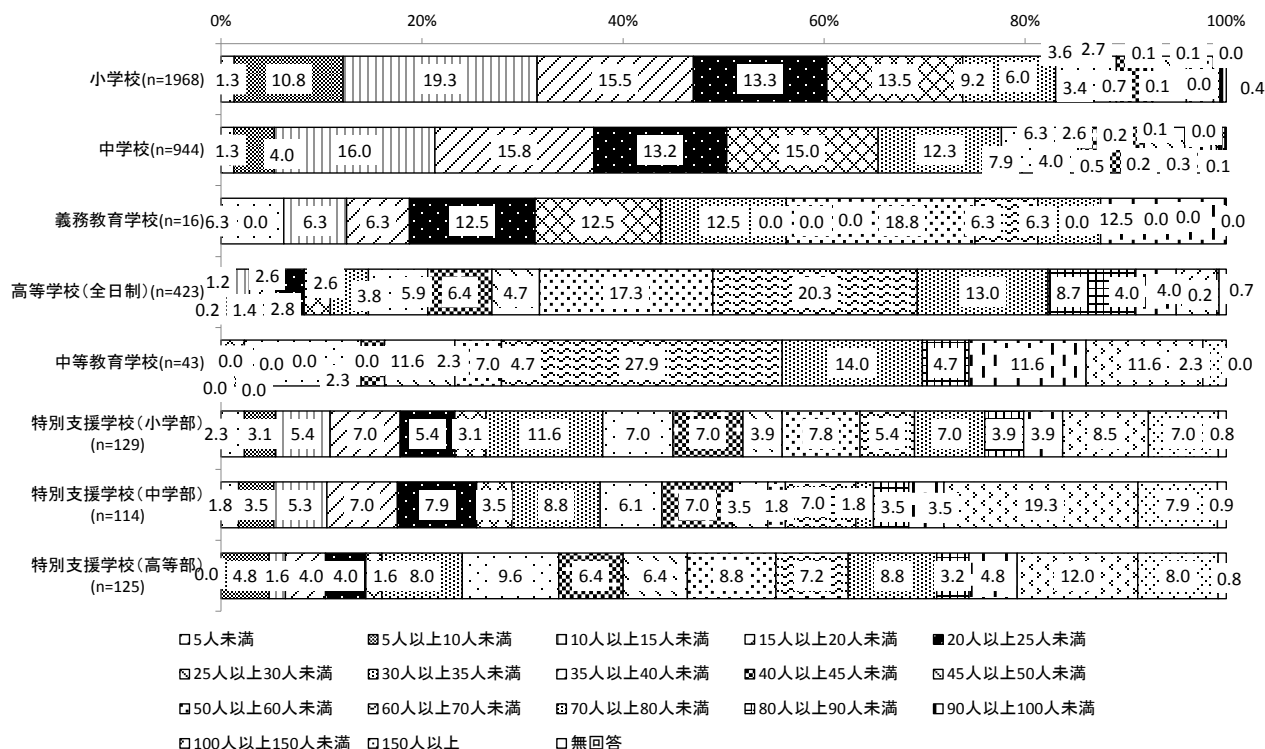 0% 20% 40% 60% 80% 100%
3.6 2.7 0.1 0.1 0.0
小学校(n=1968) 1.3 10.8 19.3 15.5 13.3 13.5 9.2 6.0
3.4 0.7 0.1 0.0 0.4
6.3 2.6 0.2 0.1 0.0
中学校(n=944) 1.3 4.0 16.0 15.8 13.2 15.0 12.3
7.9 4.0 0.5 0.2 0.3 0.1
義務教育学校(n=16) 6.3 0.0 6.3 6.3 12.5 12.5 12.5 0.0 0.0 0.0 18.8 6.3 6.3 0.0 12.5 0.0 0.0 0.0
1.2 2.6 2.6
高等学校(全日制)(n=423) 3.8 5.9 6.4 4.7 17.3 20.3 13.0 8.7 4.0 4.0 0.2 0.7
0.2 1.4 2.8
中等教育学校(n=43) 0.0 0.0 0.0 0.0 11.6 2.3 7.0 4.7 27.9 14.0 4.7 11.6 11.6 2.3 0.0
0.0 0.0 2.3
特別支援学校(小学部)
(n=129)
2.3 3.1 5.4 7.0 5.4 3.1 11.6 7.0 7.0 3.9 7.8 5.4 7.0 3.9 3.9 8.5 7.0 0.8
特別支援学校(中学部)
(n=114)
1.8 3.5 5.3 7.0 7.9 3.5 8.8 6.1 7.0 3.5 1.8 7.0 1.8 3.5 3.5 19.3 7.9 0.9
特別支援学校(高等部)
(n=125)
0.0 4.8 1.6 4.0 4.0 1.6 8.0 9.6 6.4 6.4 8.8 7.2 8.8 3.2 4.8 12.0 8.0 0.8
5人未満 5人以上10人未満 10人以上15人未満 15人以上20人未満 20人以上25人未満
25人以上30人未満 30人以上35人未満 35人以上40人未満 40人以上45人未満 45人以上50人未満
50人以上60人未満 60人以上70人未満 70人以上80人未満 80人以上90人未満 90人以上100人未満
100人以上150人未満 150人以上 無回答